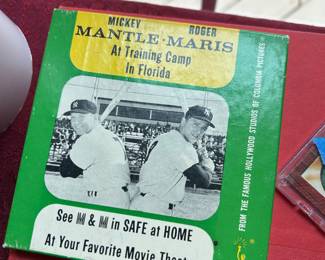 MICKEY ROGER
MANTLE-MARIS
At Training Camp
In Florida
See M & M in SAFE at HOME
At Your Favorite Movie Theat
FROM THE FAMOUS HOLLYWOOD STUDIOS OF COLUMBIA PICTURES